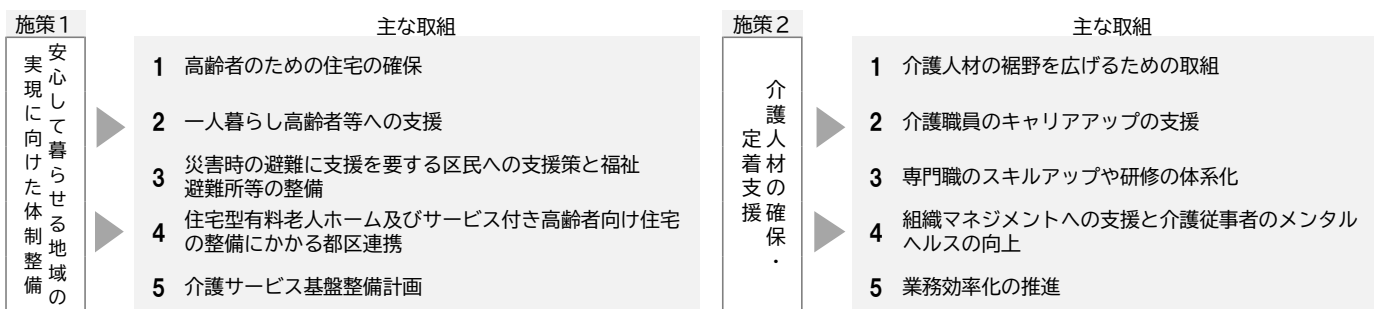 施策1
主な取組
安心して暮らせる地域の
実現に向けた体制整備
1 高齢者のための住宅の確保
2 一人暮らし高齢者等への支援
3 災害時の避難に支援を要する区民への支援策と福祉
避難所等の整備
4 住宅型有料老人ホーム及びサービス付き高齢者向け住宅
の整備にかかる都区連携
5 介護サービス基盤整備計画
施策2
主な取組
介護人材の確保・
定着支援
1 介護人材の裾野を広げるための取組
2 介護職員のキャリアアップの支援
3 専門職のスキルアップや研修の体系化
4 組織マネジメントへの支援と介護従事者のメンタル
ヘルスの向上
5 業務効率化の推進